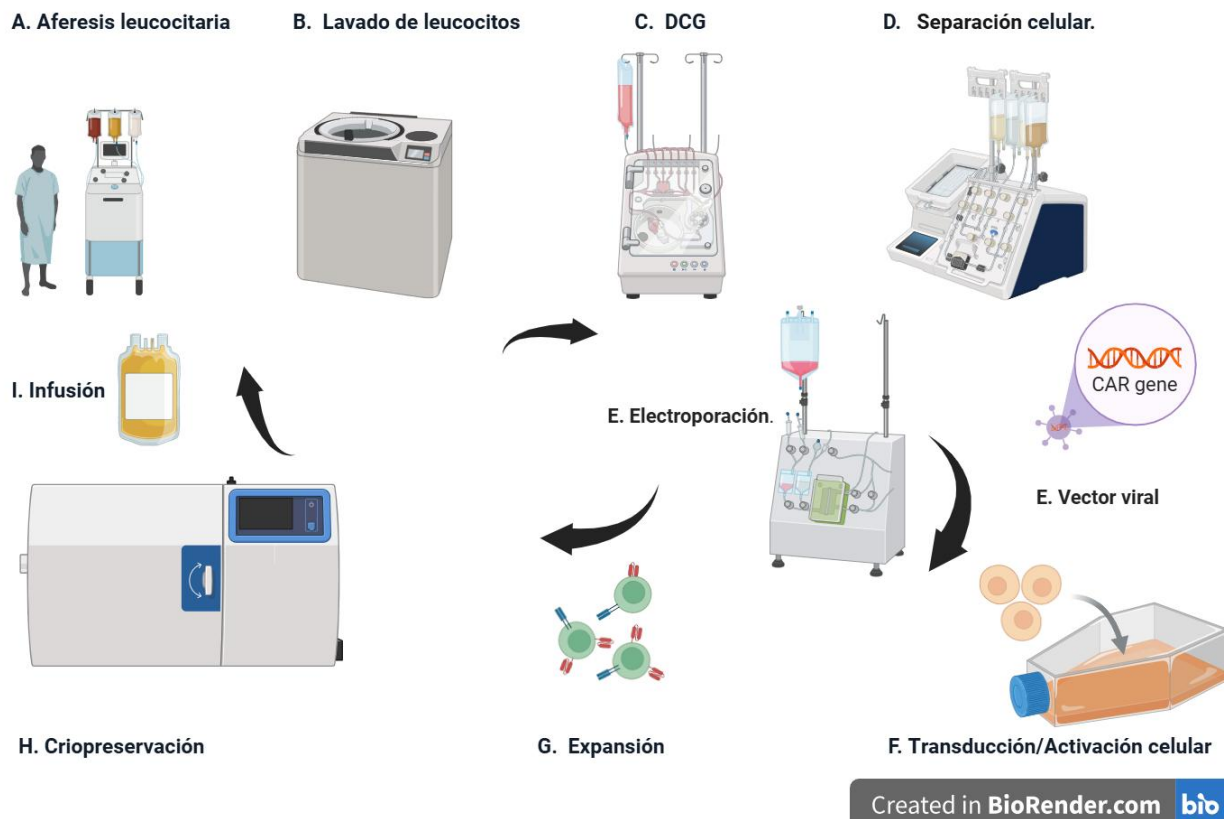 A. Aferesis leucocitaria
B. Lavado de leucocitos
C. DCG
D. Separación celular.
I. Infusión
E. Electroporación.
CAR gene
E. Vector viral
H. Criopreservación
G. Expansión
F. Transducción/Activación celular
Created in BioRender.com bio